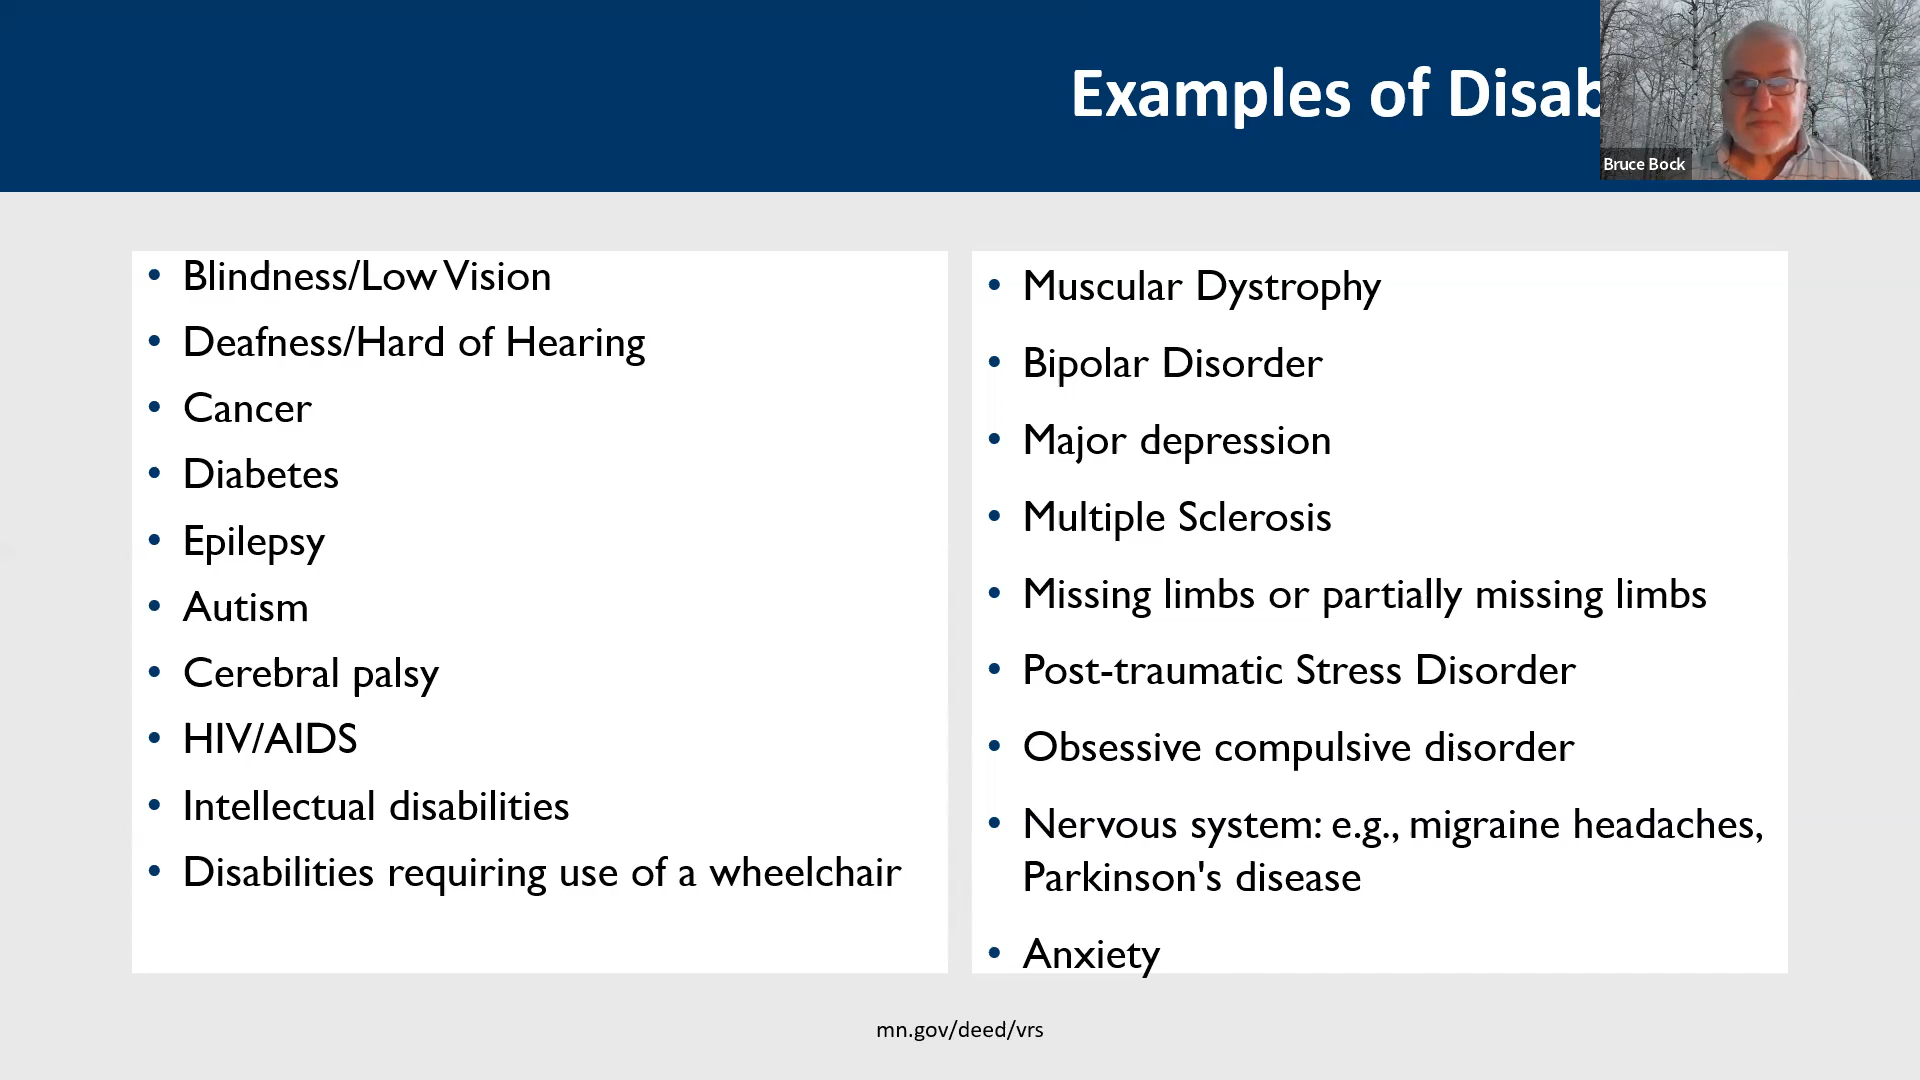 Examples of Disab
Bruce Bock
• Blindness/Low Vision
• Deafness/Hard of Hearing
• Cancer
• Diabetes
• Epilepsy
• Autism
• Cerebral palsy
• HIV/AIDS
• Intellectual disabilities
• Disabilities requiring use of a wheelchair
• Muscular Dystrophy
• Bipolar Disorder
• Major depression
• Multiple Sclerosis
• Missing limbs or partially missing limbs
• Post-traumatic Stress Disorder
• Obsessive compulsive disorder
• Nervous system: e.g., migraine headaches,
Parkinson's disease
• Anxiety
mn.gov/deed/vrs